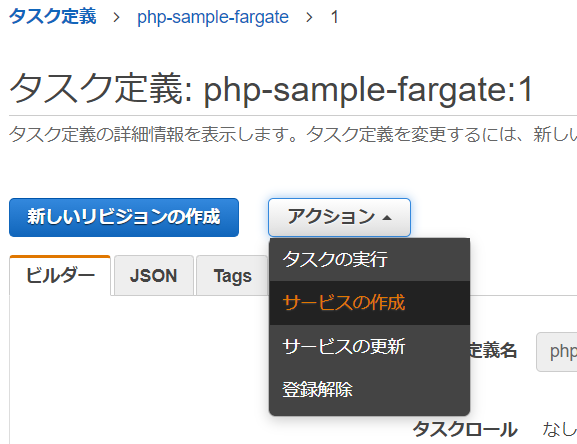 タスク定義 > php-sample-fargate > 1
タスク定義: php-sample-fargate:1
タスク定義の詳細情報を表示します。タスク定義を変更するには、新し
新しいリビジョンの作成 アクション
ビルダー JSON Tags
タスクの実行
サービスの作成
サービスの更新
登録解除
定義名 php
タスクロール なし